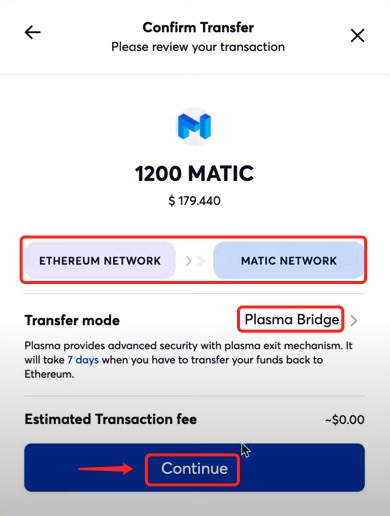 Confirm Transfer
Please review your transaction
1200 MATIC
$ 179.440
ETHEREUM NETWORK
MATIC NETWORK
Transfer mode
Plasma Bridge
Plasma provides advanced security with plasma exit mechanism. It
will take 7 days when you have to transfer your funds back to
Ethereum.
Estimated Transaction fee
~$0.00
Continue